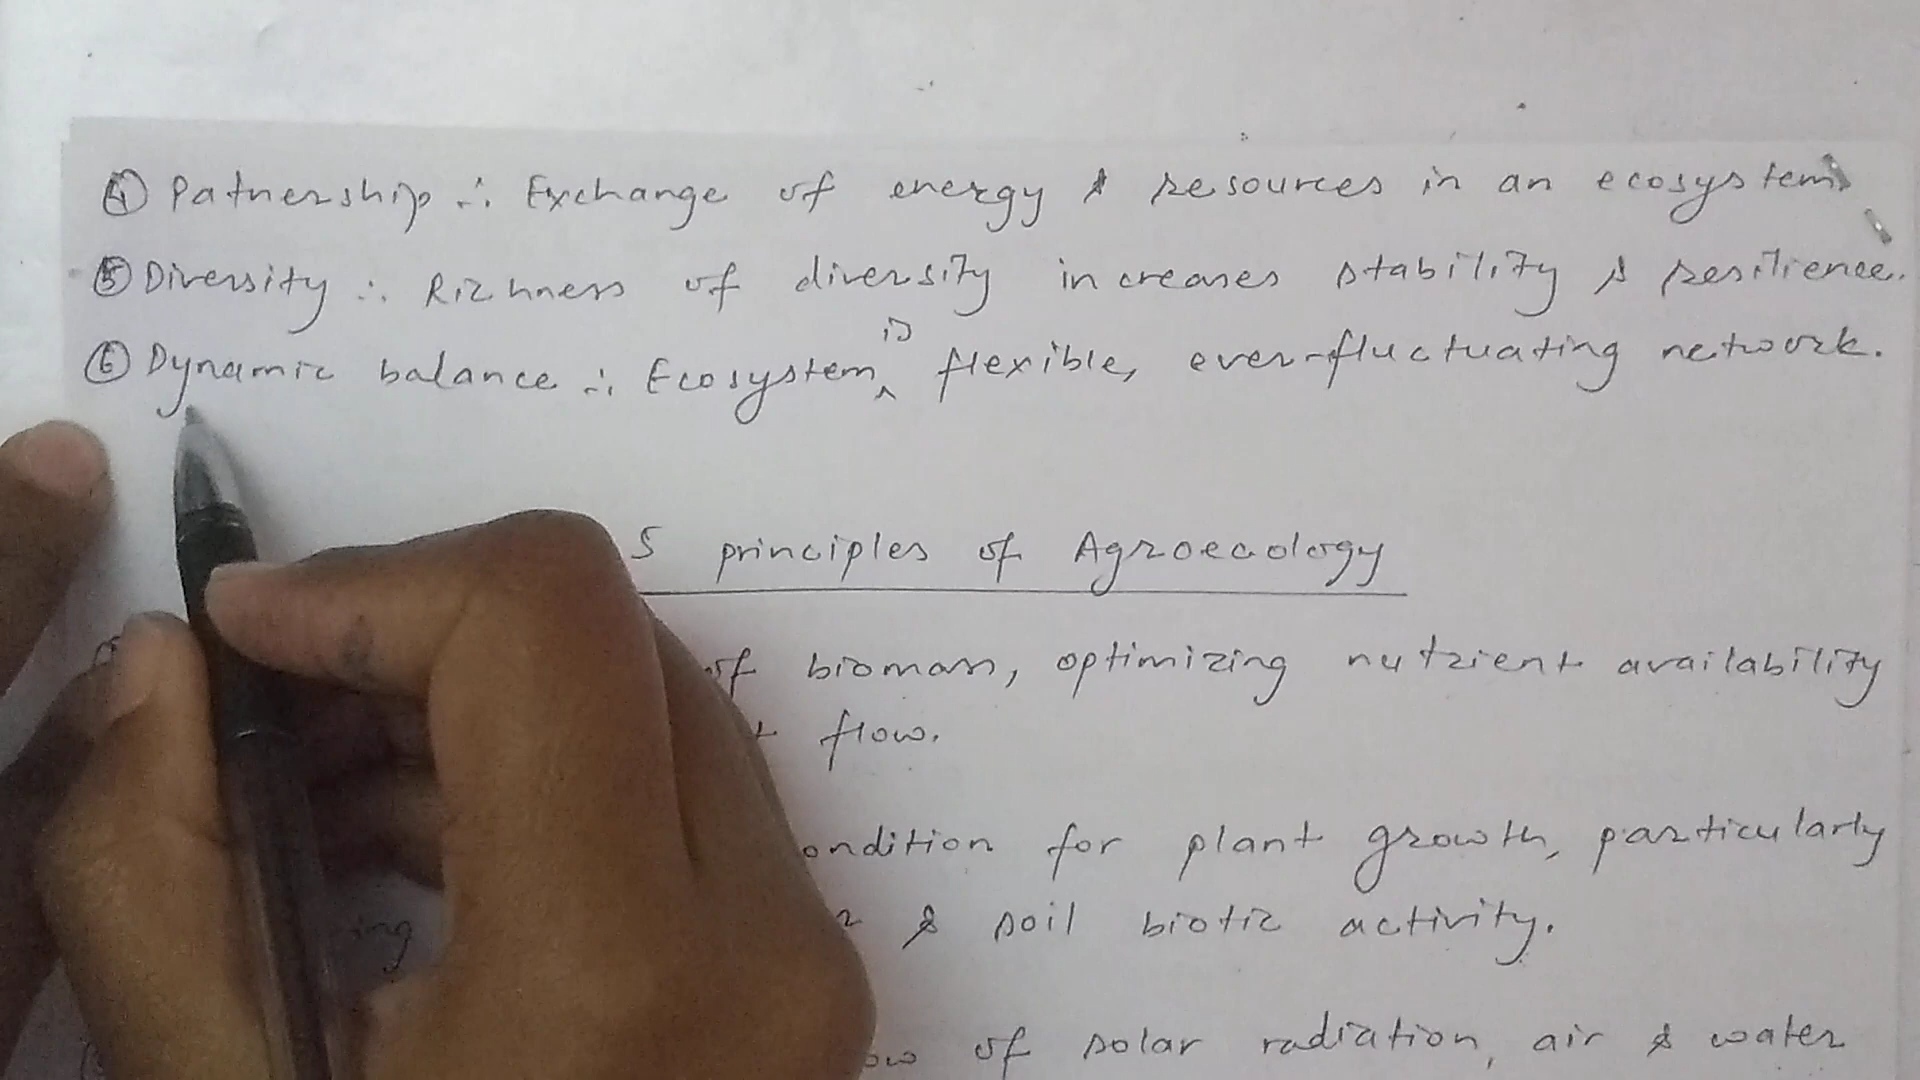 ④ Patnership ∴ Exchange of energy & resources in an ecosystem.
⑤ Diversity ∴ Richness of diversity increases stability & resilience.
⑥ Dynamic balance ∴ Ecosystem is flexible, ever-fluctuating network.
5 principles of Agroecology
of biomass, optimizing nutrient availability
flow.
condition for plant growth, particularly
& soil biotic activity.
of solar radiation, air & water